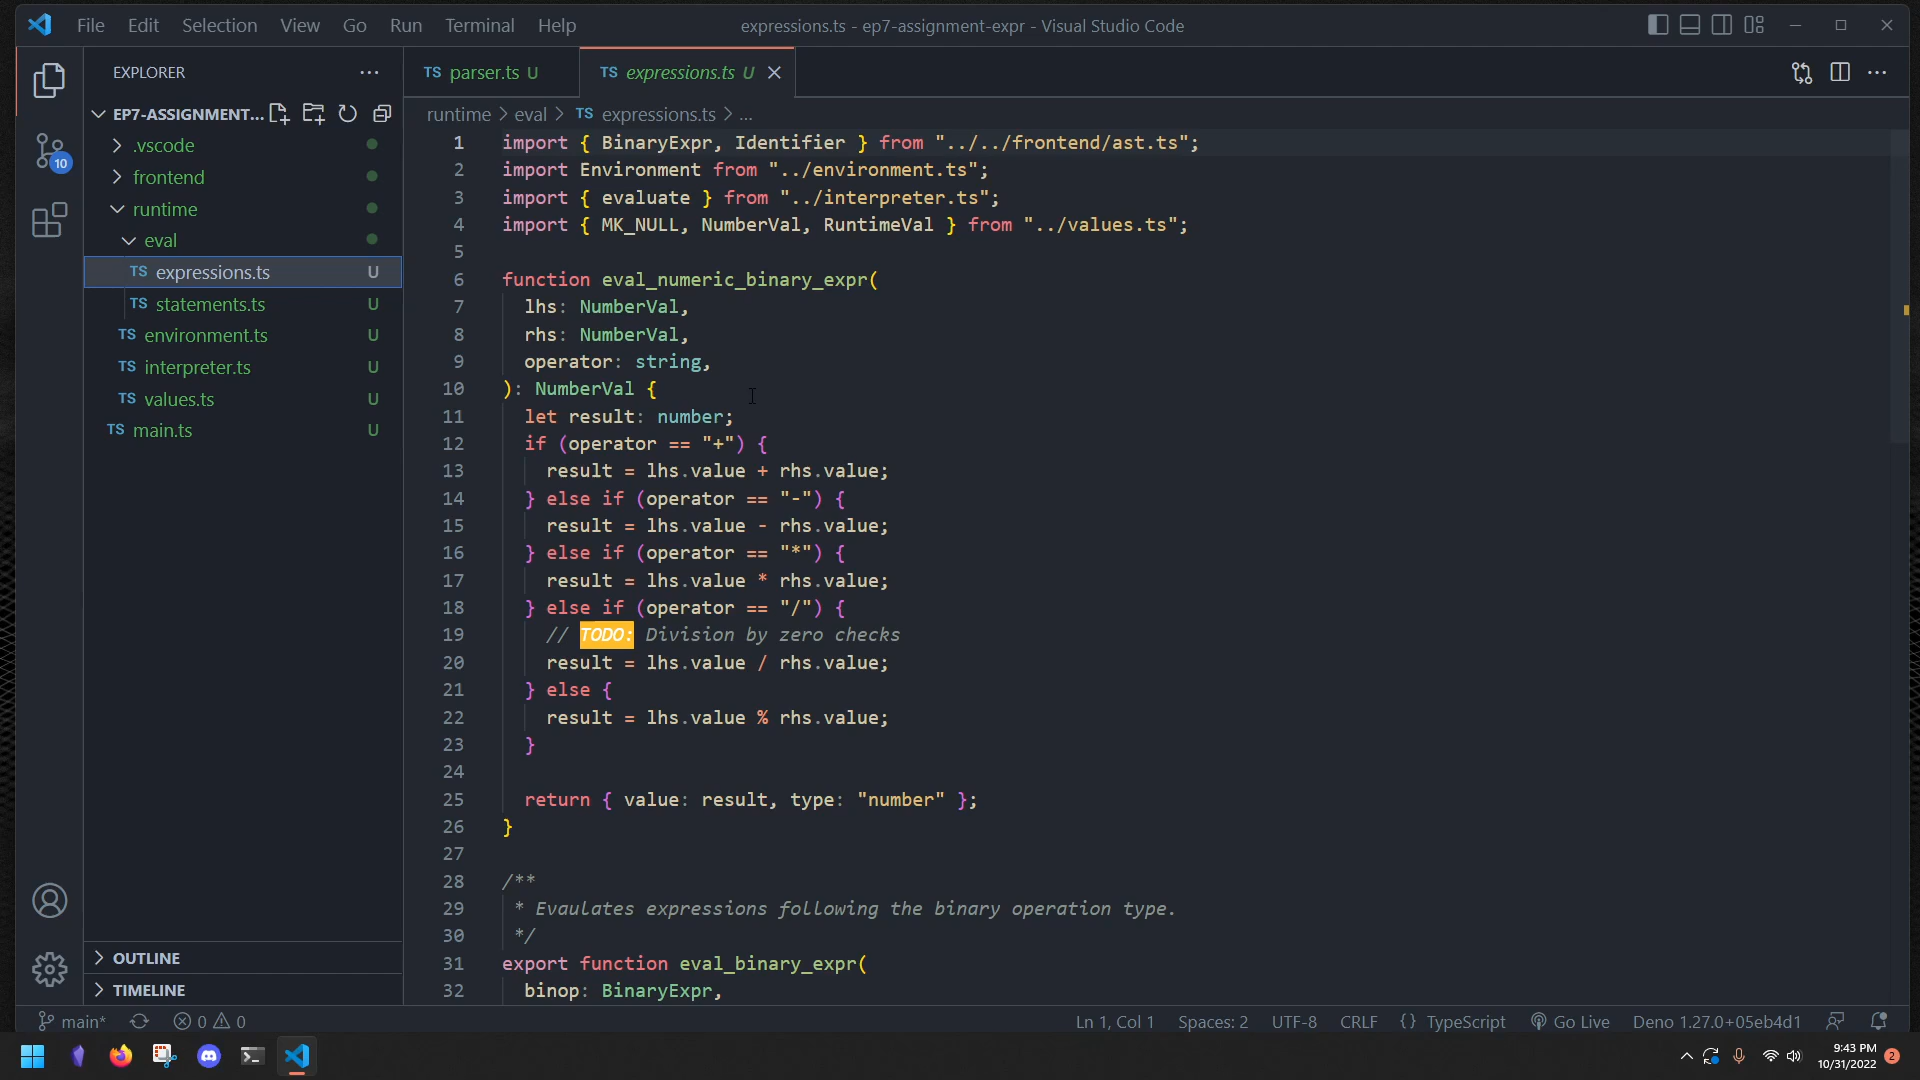 File Edit Selection View Go Run Terminal Help
expressions.ts - ep7-assignment-expr - Visual Studio Code
EXPLORER
EP7-ASSIGNMENT...
.vscode
frontend
runtime
eval
TS expressions.ts U
TS statements.ts U
TS environment.ts U
TS interpreter.ts U
TS values.ts U
TS main.ts U
OUTLINE
TIMELINE
10
TS parser.ts U
TS expressions.ts U
runtime > eval > TS expressions.ts > ...
1 import { BinaryExpr, Identifier } from "../../frontend/ast.ts";
2 import Environment from "../environment.ts";
3 import { evaluate } from "../interpreter.ts";
4 import { MK_NULL, NumberVal, RuntimeVal } from "../values.ts";
5
6 function eval_numeric_binary_expr(
7 lhs: NumberVal,
8 rhs: NumberVal,
9 operator: string,
10 ): NumberVal {
11 let result: number;
12 if (operator == "+") {
13 result = lhs.value + rhs.value;
14 } else if (operator == "-") {
15 result = lhs.value - rhs.value;
16 } else if (operator == "*") {
17 result = lhs.value * rhs.value;
18 } else if (operator == "/") {
19 // TODO: Division by zero checks
20 result = lhs.value / rhs.value;
21 } else {
22 result = lhs.value % rhs.value;
23 }
24
25 return { value: result, type: "number" };
26 }
27
28 /**
29 * Evaulates expressions following the binary operation type.
30 */
31 export function eval_binary_expr(
32 binop: BinaryExpr,
main* 0 0
Ln 1, Col 1 Spaces: 2 UTF-8 CRLF {} TypeScript Go Live Deno 1.27.0+05eb4d1
9:43 PM
10/31/2022
2